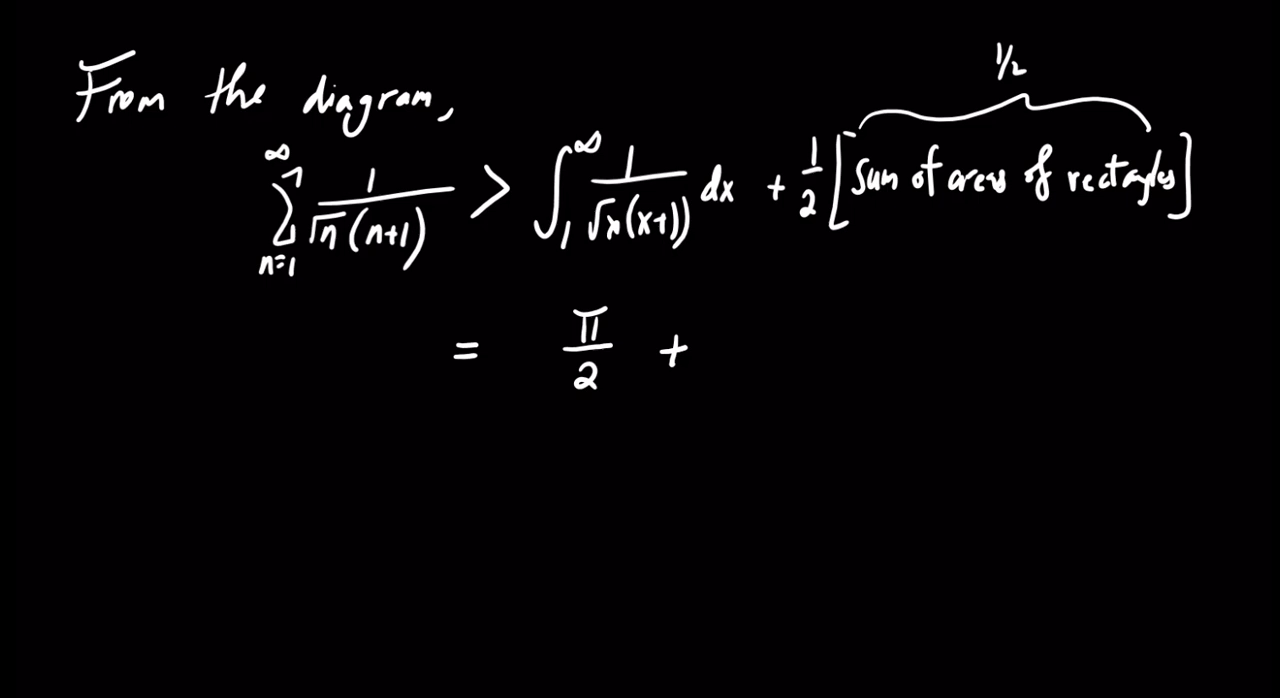 1/2
From the diagram,
∑_{n=1}^{∞} 1/(√n(n+1)) > ∫_1^∞ 1/(√x(x+1)) dx + 1/2 [sum of areas of rectangles]
= π/2 +